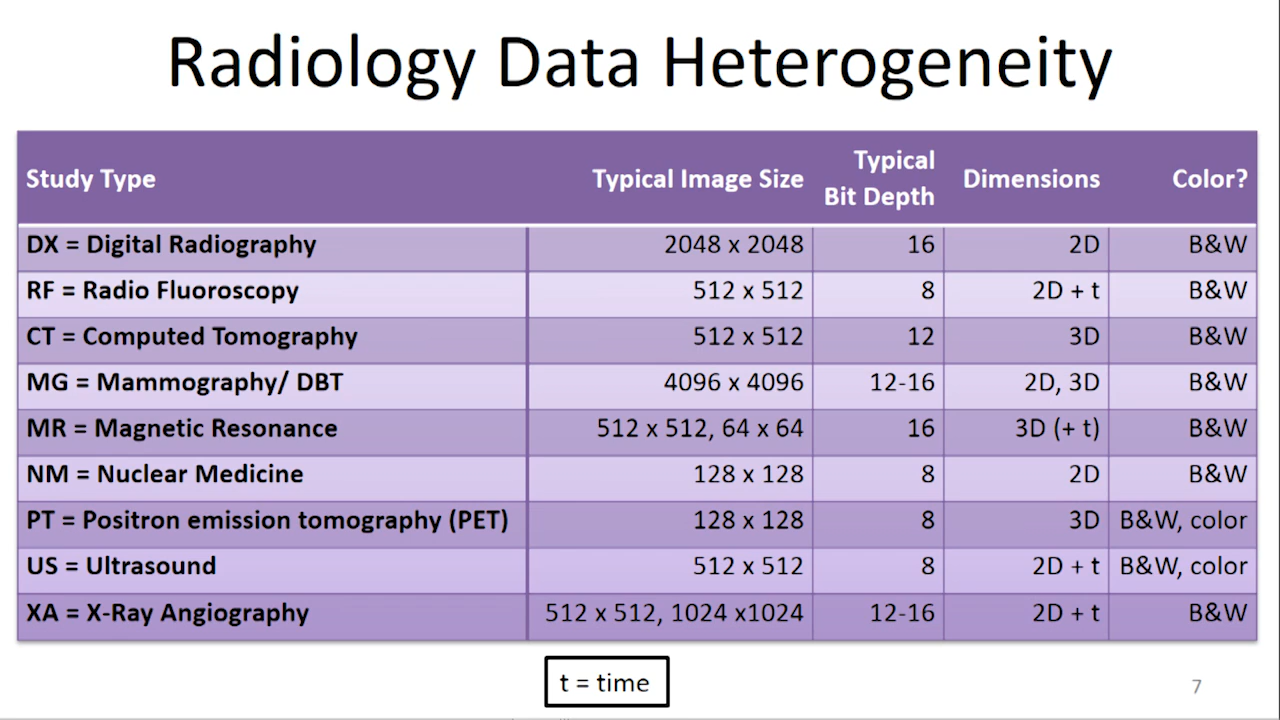 Radiology Data Heterogeneity
Study Type Typical Image Size Typical Bit Depth Dimensions Color?
DX = Digital Radiography 2048 x 2048 16 2D B&W
RF = Radio Fluoroscopy 512 x 512 8 2D + t B&W
CT = Computed Tomography 512 x 512 12 3D B&W
MG = Mammography/ DBT 4096 x 4096 12-16 2D, 3D B&W
MR = Magnetic Resonance 512 x 512, 64 x 64 16 3D (+ t) B&W
NM = Nuclear Medicine 128 x 128 8 2D B&W
PT = Positron emission tomography (PET) 128 x 128 8 3D B&W, color
US = Ultrasound 512 x 512 8 2D + t B&W, color
XA = X-Ray Angiography 512 x 512, 1024 x1024 12-16 2D + t B&W
t = time
7